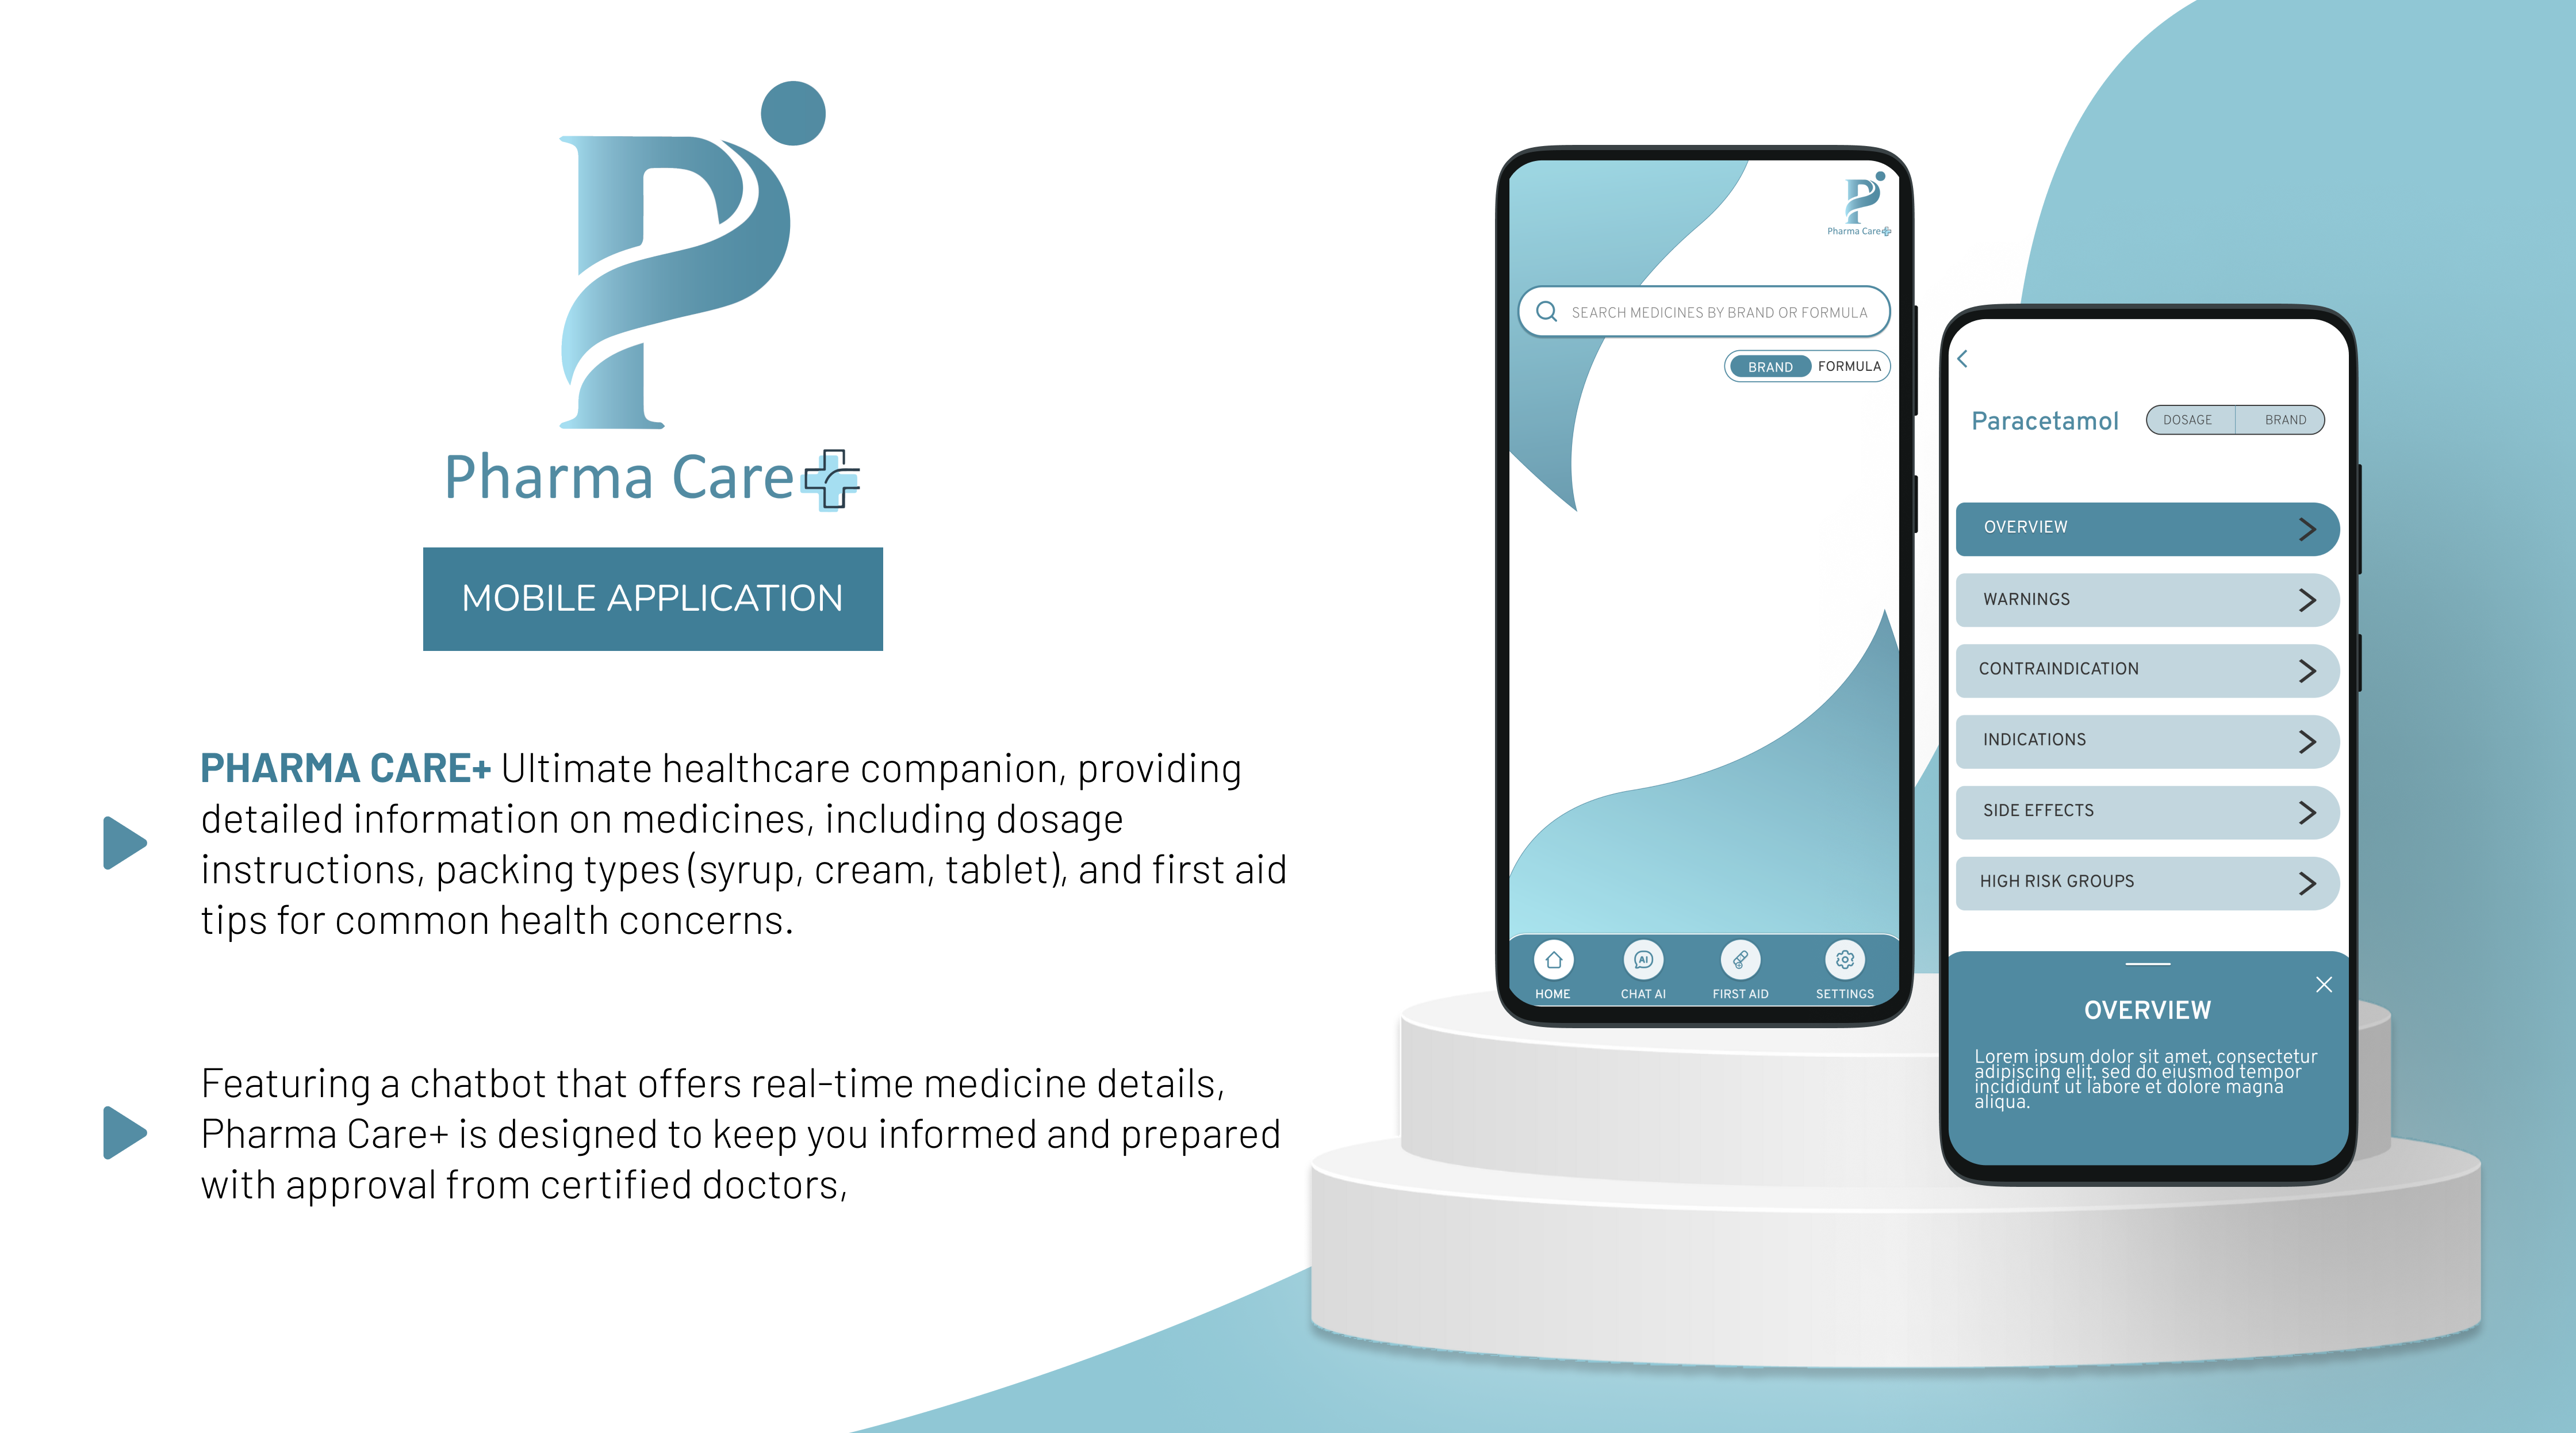 Pharma Care
MOBILE APPLICATION
PHARMA CARE+ Ultimate healthcare companion, providing
detailed information on medicines, including dosage
instructions, packing types (syrup, cream, tablet), and first aid
tips for common health concerns.
Featuring a chatbot that offers real-time medicine details,
Pharma Care+ is designed to keep you informed and prepared
with approval from certified doctors,
Pharma Care
SEARCH MEDICINES BY BRAND OR FORMULA
BRAND FORMULA
AI
HOME CHAT AI FIRST AID SETTINGS
Paracetamol DOSAGE BRAND
OVERVIEW
WARNINGS
CONTRAINDICATION
INDICATIONS
SIDE EFFECTS
HIGH RISK GROUPS
OVERVIEW
Lorem ipsum dolor sit amet, consectetur
adipiscing elit, sed do eiusmod tempor
incididunt ut labore et dolore magna
aliqua.